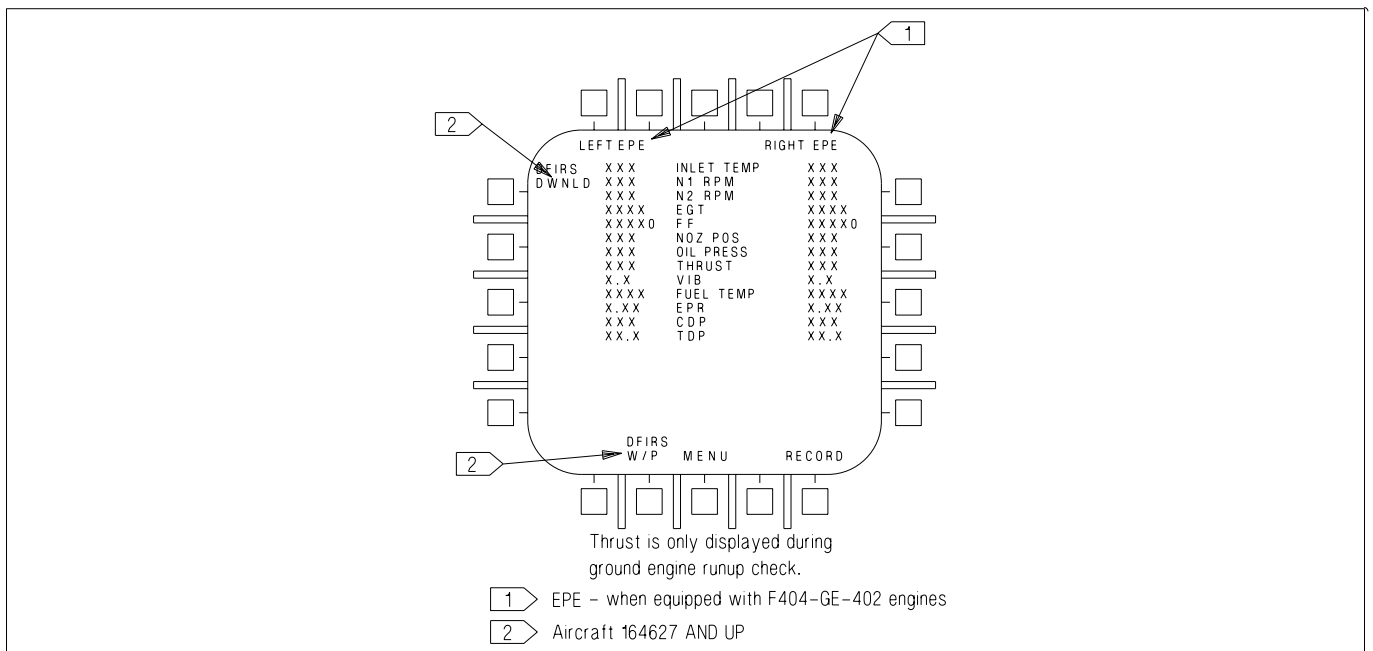 1
2
LEFT EPE RIGHT EPE
DFIRS
DWNLD
XXX INLET TEMP XXX
XXX N1 RPM XXX
XXX N2 RPM XXX
XXXX EGT XXXX
XXXX0 FF XXXX0
XXX NOZ POS XXX
XXX OIL PRESS XXX
XXX THRUST XXX
X.X VIB X.X
XXXX FUEL TEMP XXXX
X.XX EPR X.XX
XXX CDP XXX
XX.X TDP XX.X
DFIRS
W/P MENU RECORD
2
Thrust is only displayed during
ground engine runup check.
1 EPE - when equipped with F404-GE-402 engines
2 Aircraft 164627 AND UP